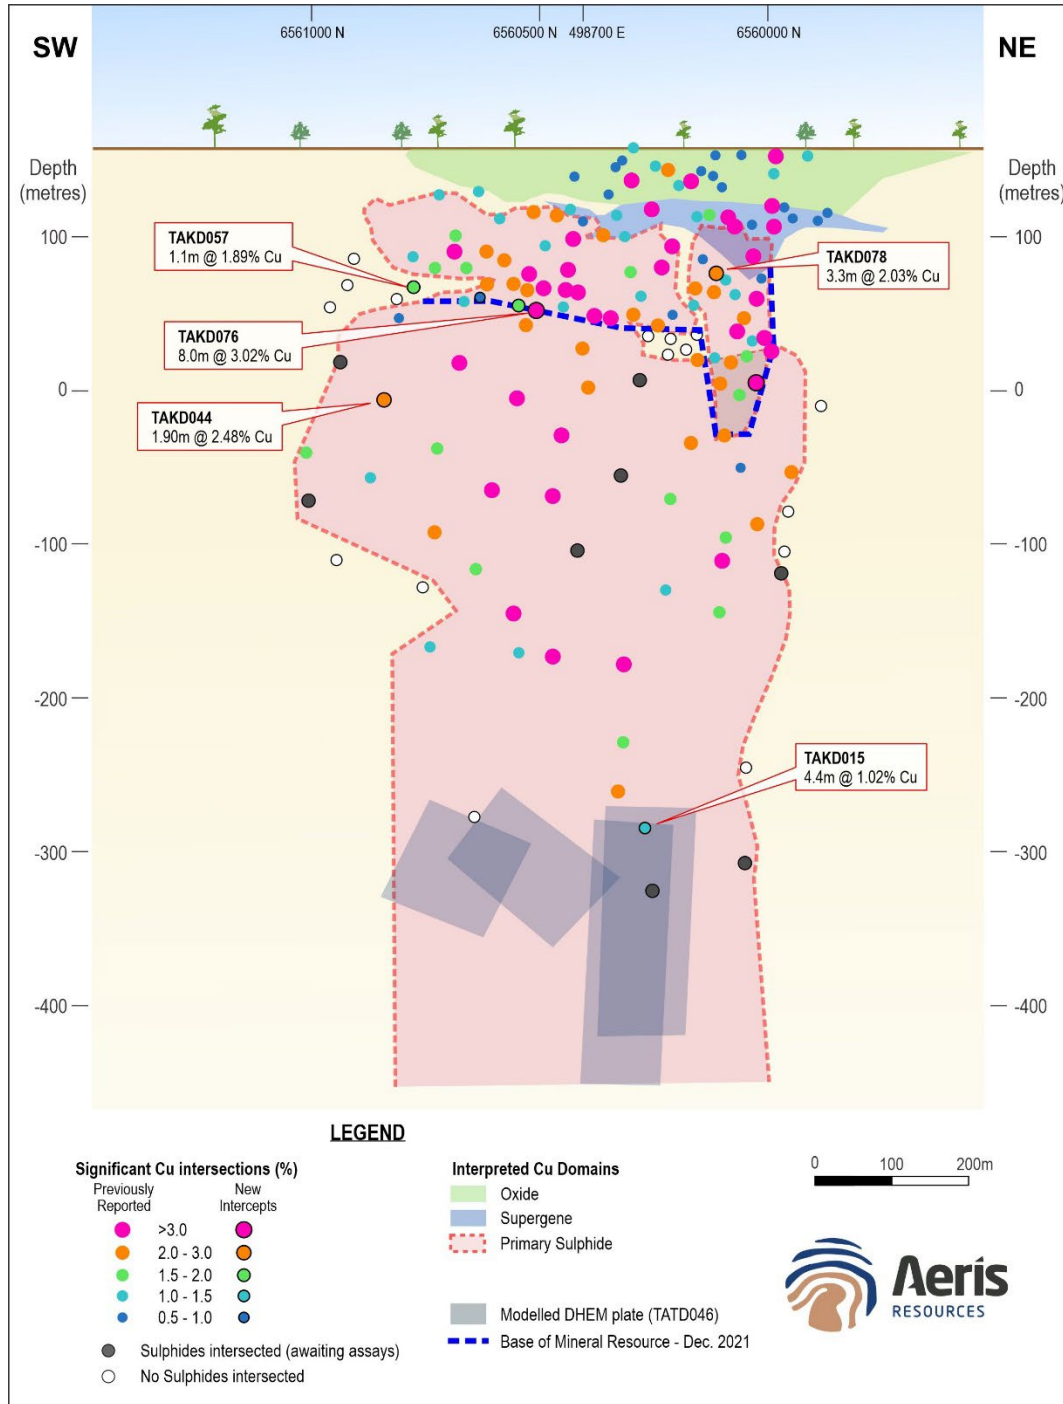 6561000 N
6560500 N
498700 E
6560000 N
SW
NE
Depth
(metres)
Depth
(metres)
100
100
0
0
-100
-100
-200
-200
-300
-300
-400
-400
TAKD057
1.1m @ 1.89% Cu
TAKD078
3.3m @ 2.03% Cu
TAKD076
8.0m @ 3.02% Cu
TAKD044
1.90m @ 2.48% Cu
TAKD015
4.4m @ 1.02% Cu
LEGEND
Significant Cu intersections (%)
Previously
Reported
New
Intercepts
>3.0
2.0 - 3.0
1.5 - 2.0
1.0 - 1.5
0.5 - 1.0
Sulphides intersected (awaiting assays)
No Sulphides intersected
Interpreted Cu Domains
Oxide
Supergene
Primary Sulphide
Modelled DHEM plate (TATD046)
Base of Mineral Resource - Dec. 2021
0 100 200m
Aeris
RESOURCES